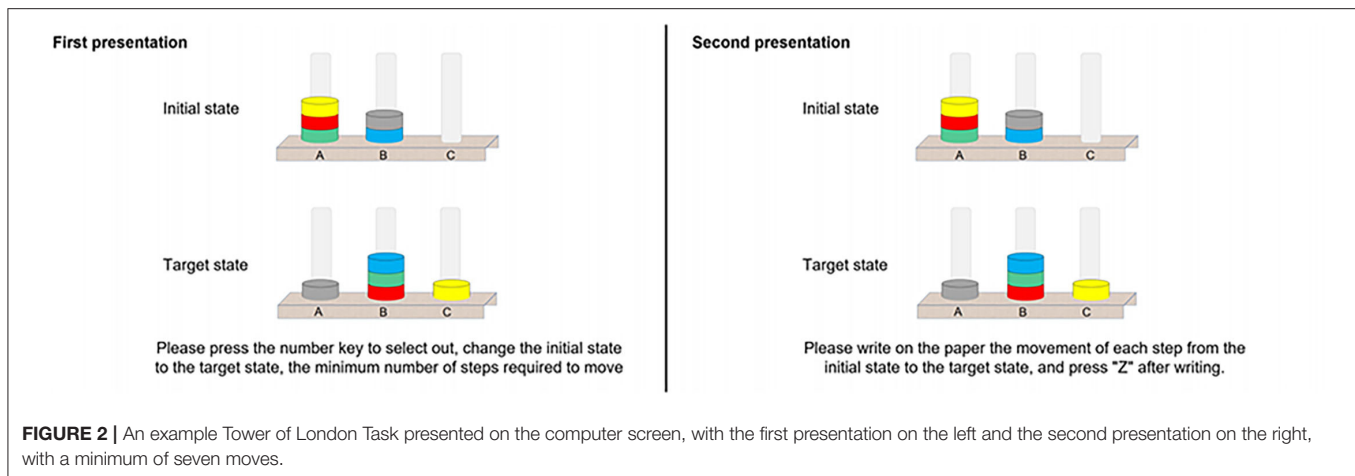 First presentation
Initial state
A B C
Target state
A B C
Please press the number key to select out, change the initial state
to the target state, the minimum number of steps required to move
Second presentation
Initial state
A B C
Target state
A B C
Please write on the paper the movement of each step from the
initial state to the target state, and press "Z" after writing.
FIGURE 2 | An example Tower of London Task presented on the computer screen, with the first presentation on the left and the second presentation on the right,
with a minimum of seven moves.